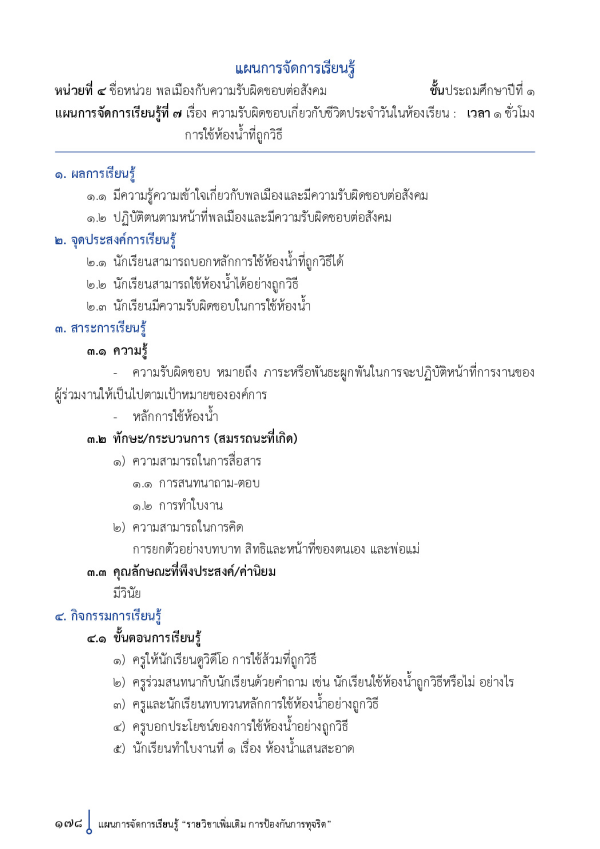 แผนการจัดการเรียนรู้
หน่วยที่ ๔ ชื่อหน่วย พลเมืองกับความรับผิดชอบต่อสังคม ชั้นประถมศึกษาปีที่ ๑
แผนการจัดการเรียนรู้ที่ ๗ เรื่อง ความรับผิดชอบเกี่ยวกับชีวิตประจำวันในห้องเรียน : เวลา ๑ ชั่วโมง
การใช้ห้องน้ำที่ถูกวิธี
๑. ผลการเรียนรู้
๑.๑ มีความรู้ความเข้าใจเกี่ยวกับพลเมืองและมีความรับผิดชอบต่อสังคม
๑.๒ ปฏิบัติตนตามหน้าที่พลเมืองและมีความรับผิดชอบต่อสังคม
๒. จุดประสงค์การเรียนรู้
๒.๑ นักเรียนสามารถบอกหลักการใช้ห้องน้ำที่ถูกวิธีได้
๒.๒ นักเรียนสามารถใช้ห้องน้ำได้อย่างถูกวิธี
๒.๓ นักเรียนมีความรับผิดชอบในการใช้ห้องน้ำ
๓. สาระการเรียนรู้
๓.๑ ความรู้
- ความรับผิดชอบ หมายถึง ภาระหรือพันธะผูกพันในการจะปฏิบัติหน้าที่การงานของ
ผู้ร่วมงานให้เป็นไปตามเป้าหมายขององค์การ
- หลักการใช้ห้องน้ำ
๓.๒ ทักษะ/กระบวนการ (สมรรถนะที่เกิด)
๑) ความสามารถในการสื่อสาร
๑.๑ การสนทนาถาม-ตอบ
๑.๒ การทำใบงาน
๒) ความสามารถในการคิด
การยกตัวอย่างบทบาท สิทธิและหน้าที่ของตนเอง และพ่อแม่
๓.๓ คุณลักษณะที่พึงประสงค์/ค่านิยม
มีวินัย
๔. กิจกรรมการเรียนรู้
๔.๑ ขั้นตอนการเรียนรู้
๑) ครูให้นักเรียนดูวิดีโอ การใช้ส้วมที่ถูกวิธี
๒) ครูร่วมสนทนากับนักเรียนด้วยคำถาม เช่น นักเรียนใช้ห้องน้ำถูกวิธีหรือไม่ อย่างไร
๓) ครูและนักเรียนทบทวนหลักการใช้ห้องน้ำอย่างถูกวิธี
๔) ครูบอกประโยชน์ของการใช้ห้องน้ำอย่างถูกวิธี
๕) นักเรียนทำใบงานที่ ๑ เรื่อง ห้องน้ำแสนสะอาด
๑๗๘ แผนการจัดการเรียนรู้ "รายวิชาเพิ่มเติม การป้องกันการทุจริต"